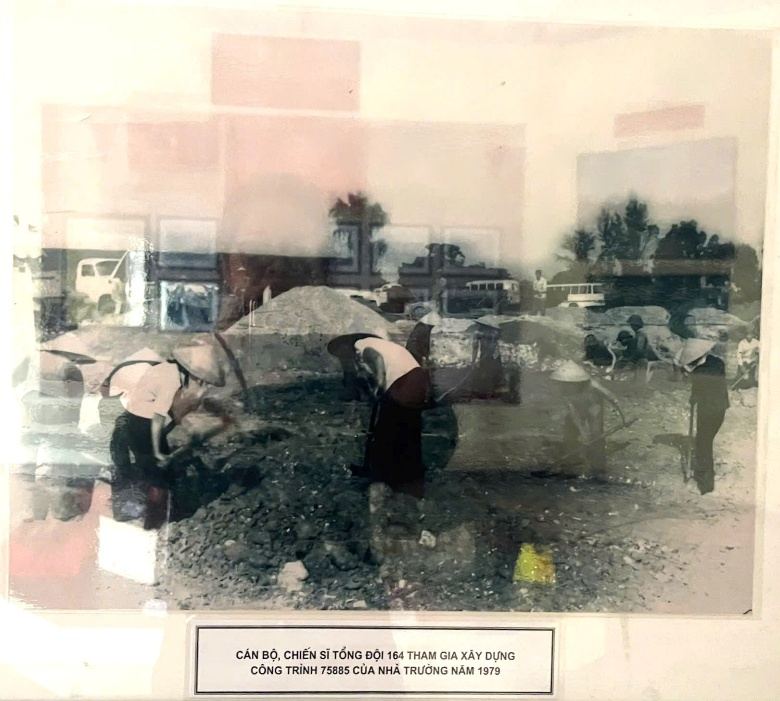 CÁN BỘ, CHIẾN SĨ TỔNG ĐỘI 164 THAM GIA XÂY DỰNG
CÔNG TRÌNH 75885 CỦA NHÀ TRƯỜNG NĂM 1979